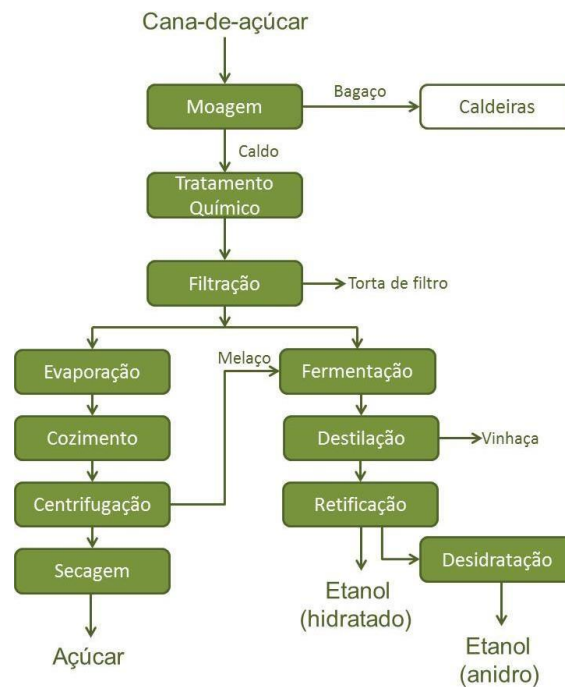 Cana-de-açúcar
Moagem
Bagaço
Caldeiras
Caldo
Tratamento
Químico
Filtração
Torta de filtro
Evaporação
Melaço
Fermentação
Cozimento
Destilação
Vinhaça
Centrifugação
Retificação
Secagem
Desidratação
Etanol
(hidratado)
Açúcar
Etanol
(anidro)